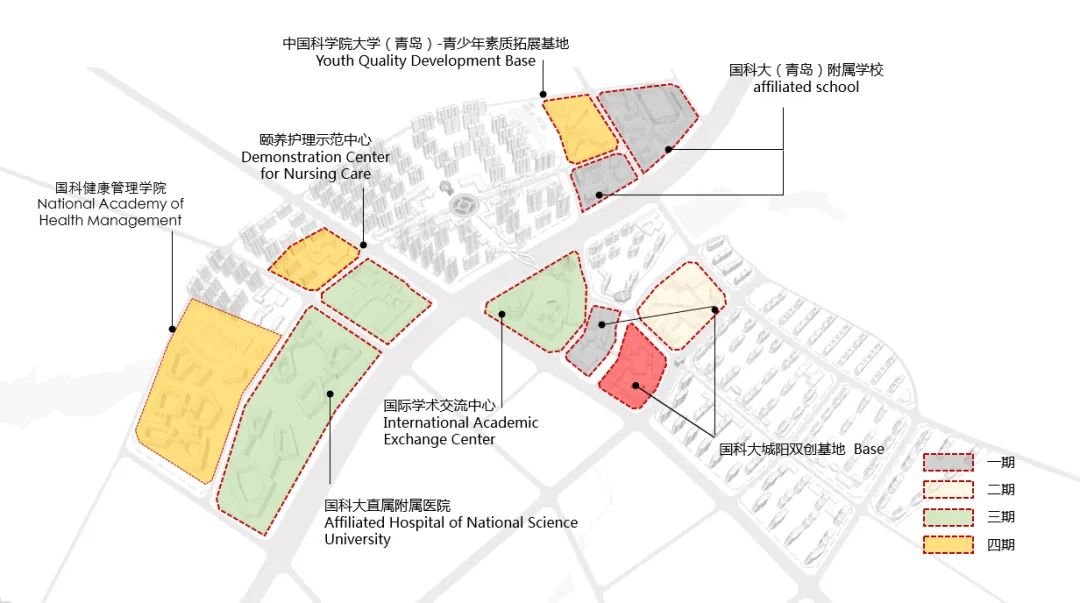 中国科学院大学（青岛）-青少年素质拓展基地
Youth Quality Development Base
国科大（青岛）附属学校
affiliated school
颐养护理示范中心
Demonstration Center
for Nursing Care
国科健康管理学院
National Academy of
Health Management
国际学术交流中心
International Academic
Exchange Center
国科大城阳双创基地 Base
国科大直属附属医院
Affiliated Hospital of National Science
University
一期
二期
三期
四期